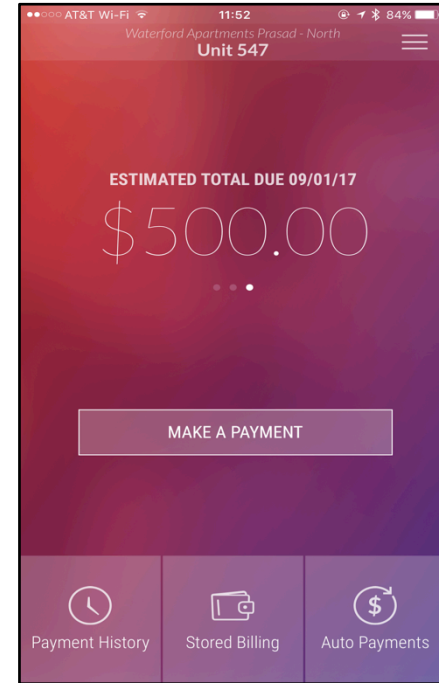 AT&T Wi-Fi 11:52 84%
Waterford Apartments Prasad - North
Unit 547
ESTIMATED TOTAL DUE 09/01/17
$500.00
MAKE A PAYMENT
Payment History Stored Billing Auto Payments